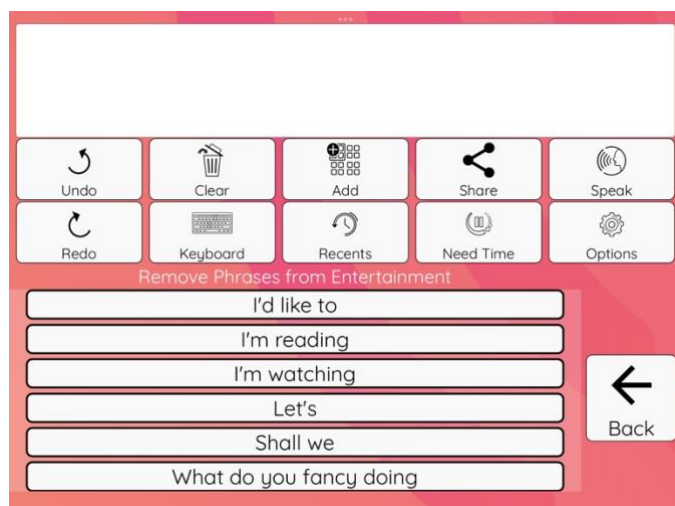 Undo Clear Add Share Speak
Redo Keyboard Recents Need Time Options
Remove Phrases from Entertainment
I'd like to
I'm reading
I'm watching
Let's
Shall we
What do you fancy doing
Back